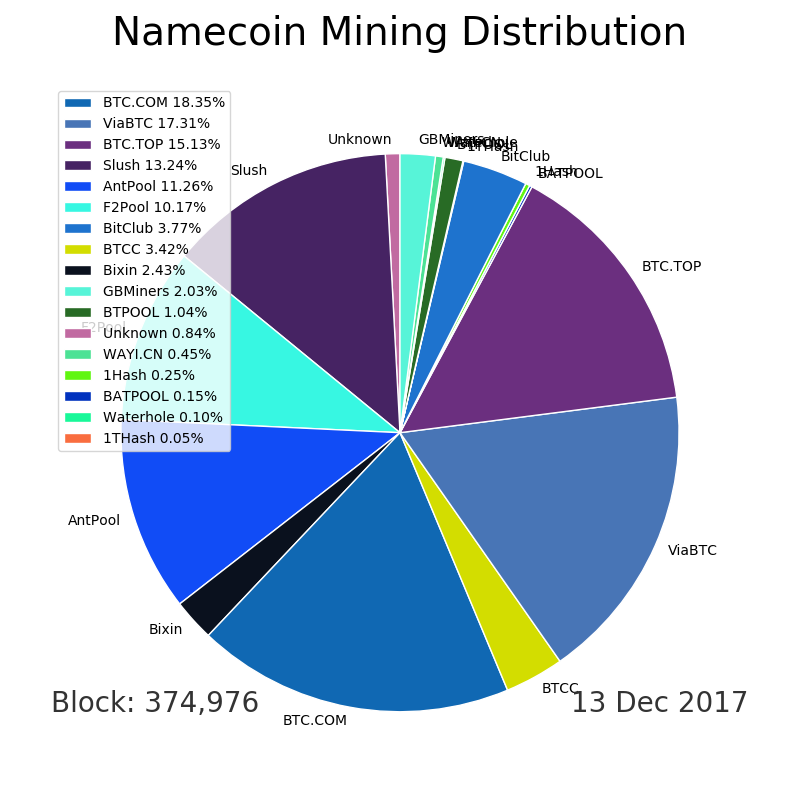 Namecoin Mining Distribution
BTC.COM 18.35%
ViaBTC 17.31%
BTC.TOP 15.13%
Slush 13.24%
AntPool 11.26%
F2Pool 10.17%
BitClub 3.77%
BTCC 3.42%
Bixin 2.43%
GBMiners 2.03%
BTPOOL 1.04%
Unknown 0.84%
WAYI.CN 0.45%
1Hash 0.25%
BATPOOL 0.15%
Waterhole 0.10%
1THash 0.05%
Unknown
GBMiners
1THash
BitClub
1Hash
BATPOOL
Slush
BTC.TOP
F2Pool
AntPool
ViaBTC
Bixin
BTCC
BTC.COM
Block: 374,976
13 Dec 2017